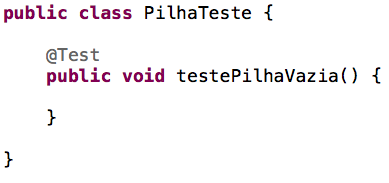 public class PilhaTeste {
@Test
public void testePilhaVazia() {
}
}